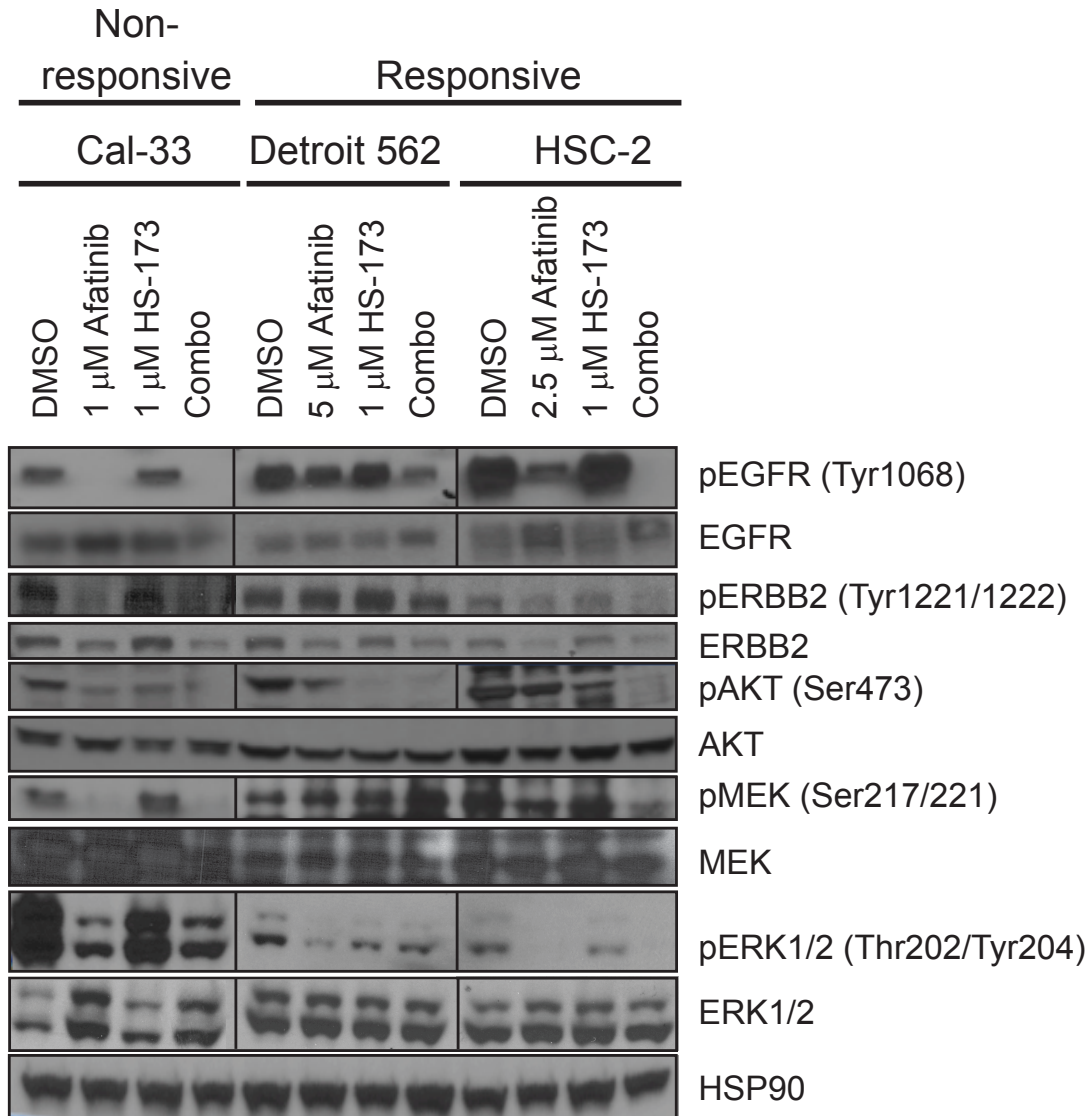 Non-
responsive
Responsive
Cal-33
Detroit 562
HSC-2
DMSO
1 μM Afatinib
1 μM HS-173
Combo
DMSO
5 μM Afatinib
1 μM HS-173
Combo
DMSO
2.5 μM Afatinib
1 μM HS-173
Combo
pEGFR (Tyr1068)
EGFR
pERBB2 (Tyr1221/1222)
ERBB2
pAKT (Ser473)
AKT
pMEK (Ser217/221)
MEK
pERK1/2 (Thr202/Tyr204)
ERK1/2
HSP90